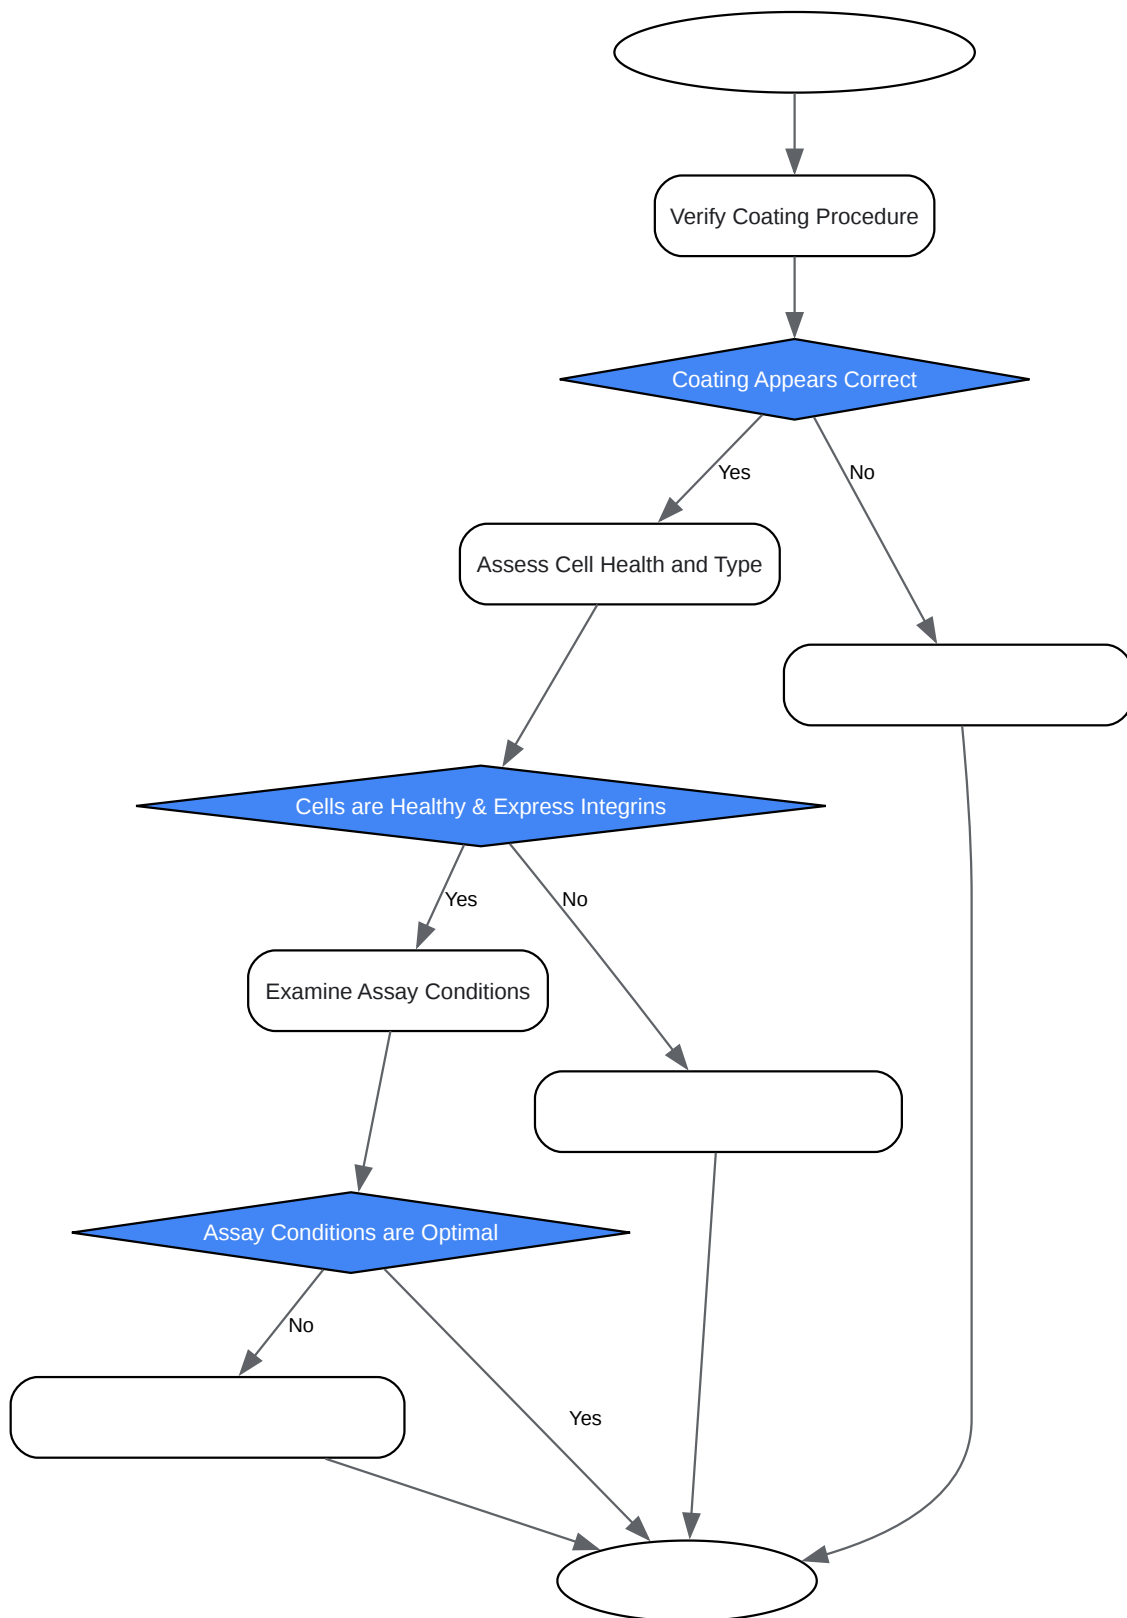 Verify Coating Procedure
Coating Appears Correct
Yes
No
Assess Cell Health and Type
Cells are Healthy & Express Integrins
Yes
No
Examine Assay Conditions
Assay Conditions are Optimal
No
Yes